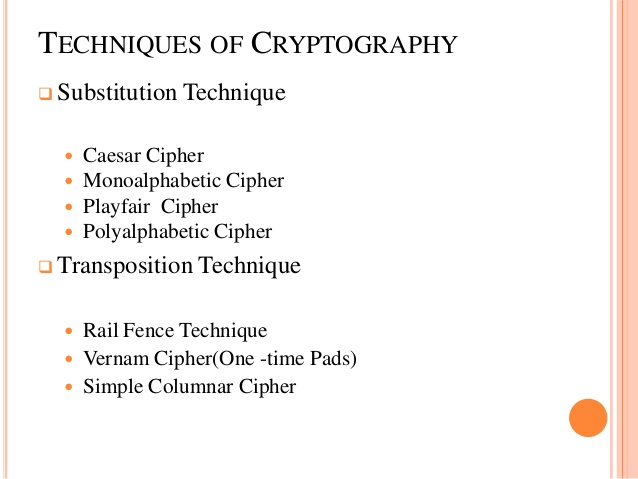 TECHNIQUES OF CRYPTOGRAPHY
Substitution Technique
Caesar Cipher
Monoalphabetic Cipher
Playfair Cipher
Polyalphabetic Cipher
Transposition Technique
Rail Fence Technique
Vernam Cipher(One -time Pads)
Simple Columnar Cipher